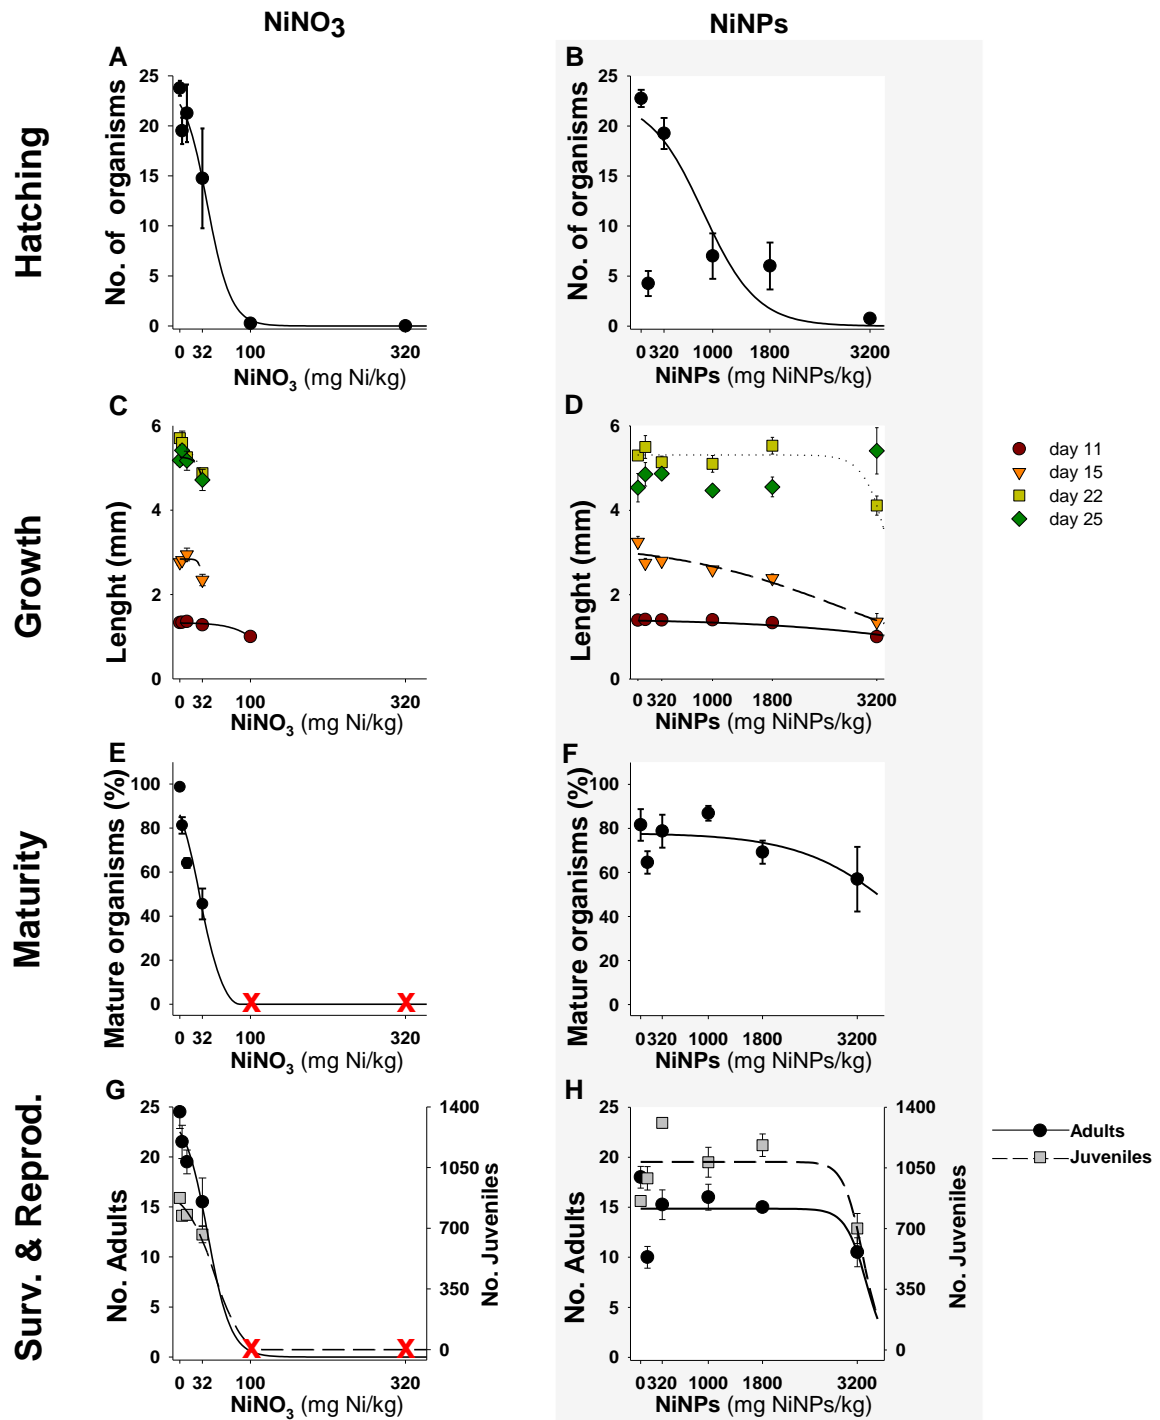 NiNO3
NiNPs
Hatching
A
No. of organisms
25
20
15
10
5
0
0
32
100
320
NiNO3 (mg Ni/kg)
B
No. of organisms
25
20
15
10
5
0
0
320
1000
1800
3200
NiNPs (mg NiNPs/kg)
Growth
C
Lenght (mm)
6
4
2
0
0
32
100
320
NiNO3 (mg Ni/kg)
D
Lenght (mm)
6
4
2
0
0
320
1000
1800
3200
NiNPs (mg NiNPs/kg)
day 11
day 15
day 22
day 25
Maturity
E
Mature organisms (%)
100
80
60
40
20
0
X
X
0
32
100
320
NiNO3 (mg Ni/kg)
F
Mature organisms (%)
100
80
60
40
20
0
0
320
1000
1800
3200
NiNPs (mg NiNPs/kg)
Surv. & Reprod.
G
No. Adults
25
20
15
10
5
0
1400
1050
700
350
0
No. Juveniles
X
X
0
32
100
320
NiNO3 (mg Ni/kg)
H
No. Adults
25
20
15
10
5
0
1400
1050
700
350
0
No. Juveniles
0
320
1000
1800
3200
NiNPs (mg NiNPs/kg)
Adults
Juveniles